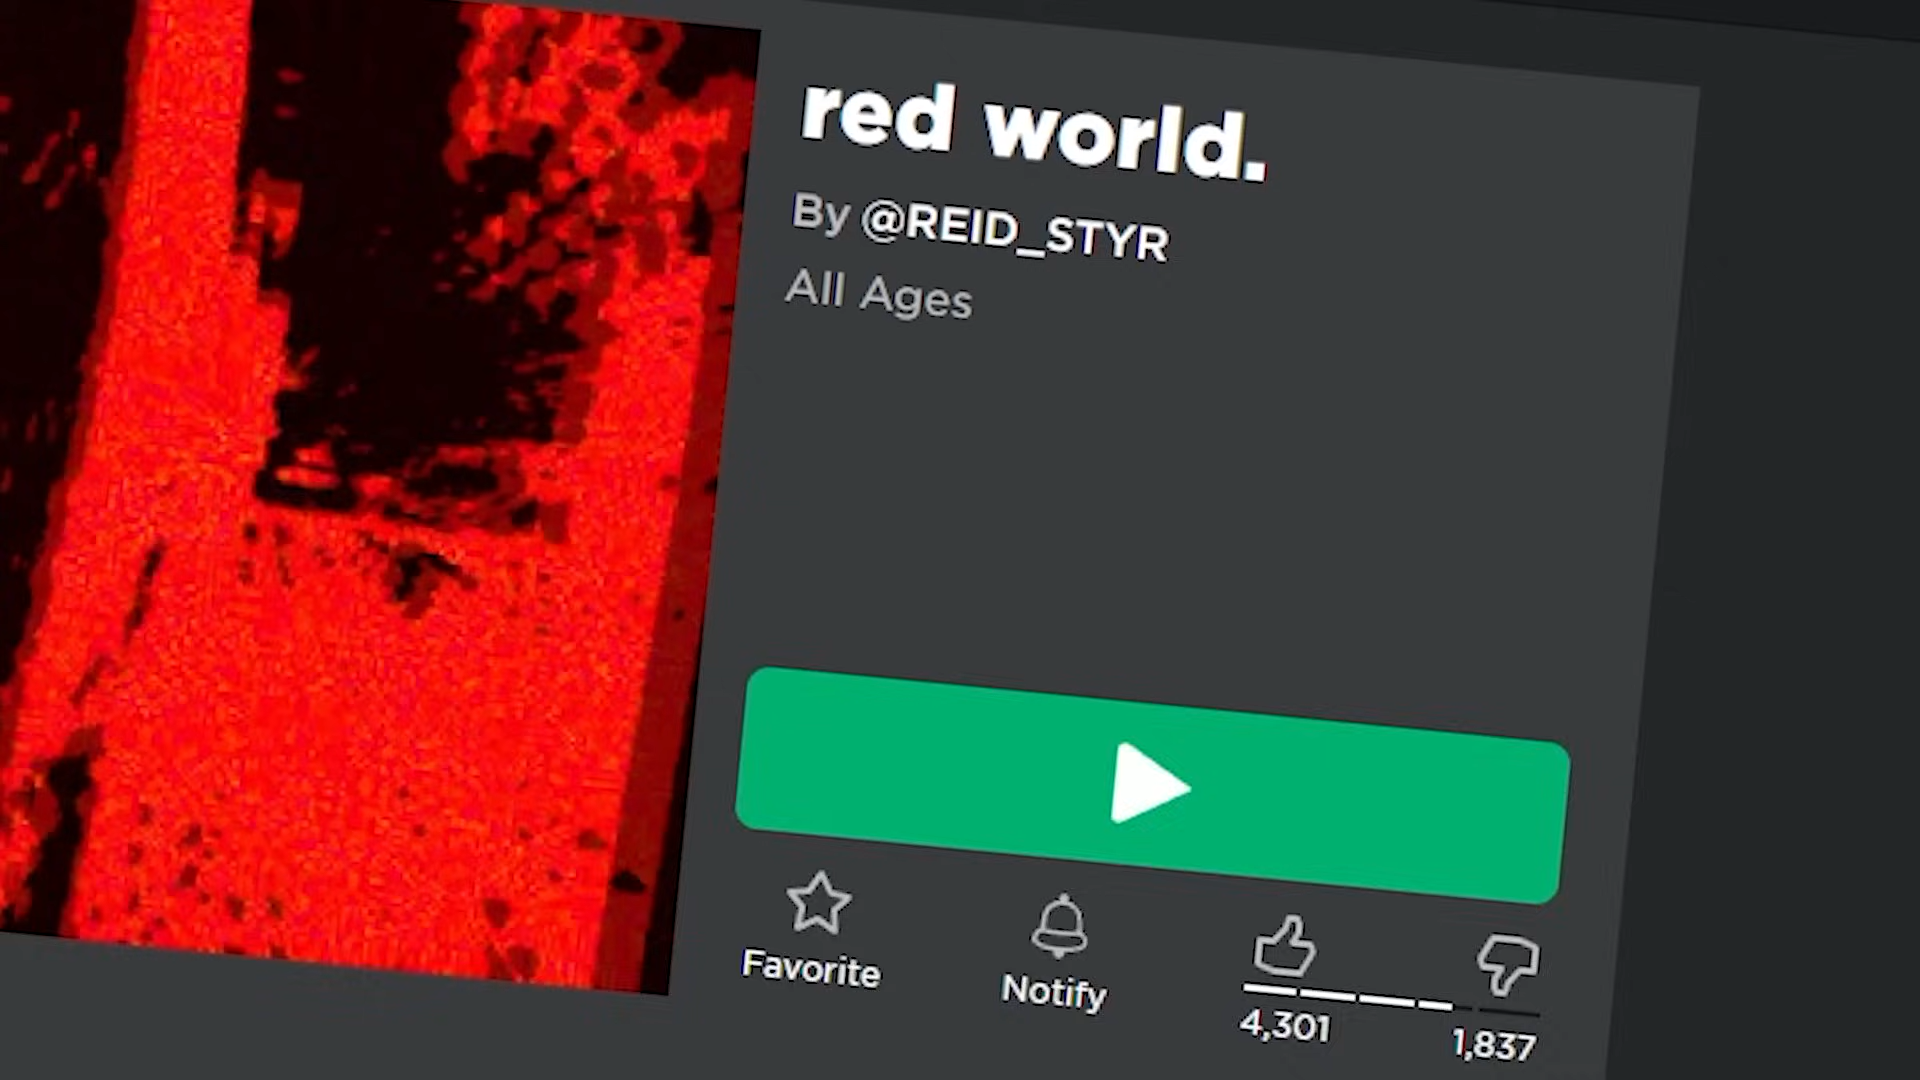 red world.
By @REID_STYR
All Ages
Favorite
Notify
4,301
1,837